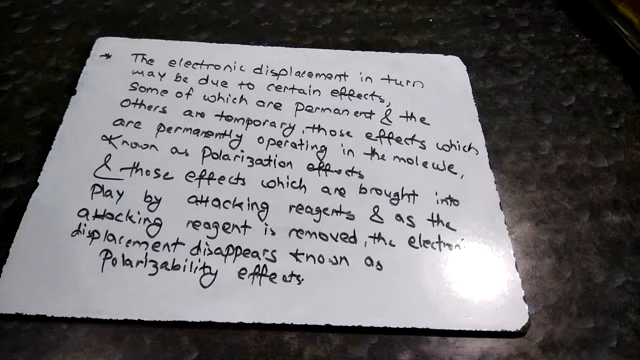 * The electronic displacement in turn
may be due to certain effects,
some of which are permanent & the
others are temporary, those effects which
are permanently operating in the molecule,
known as Polarization effects
& those effects which are brought into
Play by attacking reagents & as the
attacking reagent is removed, the electronic
displacement disappears known as
Polarizability effects.